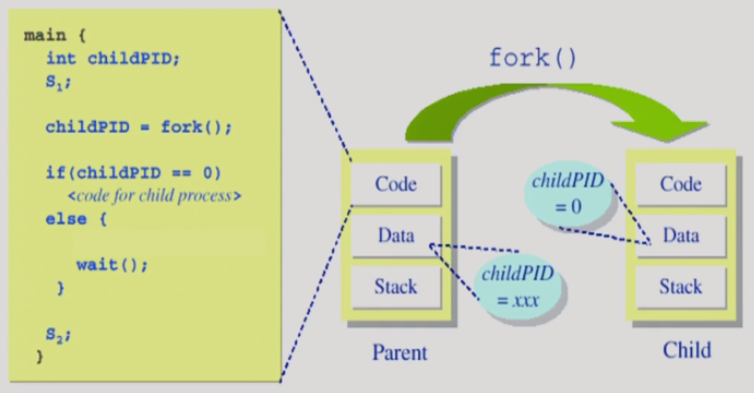 main {
int childPID;
S₁;
childPID = fork();
if(childPID == 0)
<code for child process>
else {
wait();
}
S₂;
}
fork()
Code
Data
Stack
Parent
childPID
= xxx
childPID
= 0
Code
Data
Stack
Child